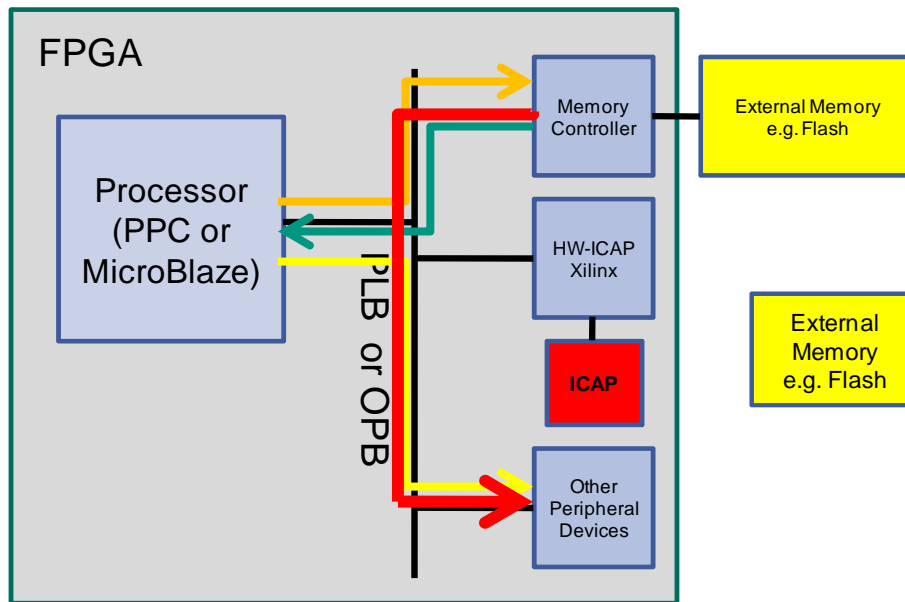 FPGA
Processor
(PPC or
MicroBlaze)
PLB or OPB
Memory
Controller
External Memory
e.g. Flash
HW-ICAP
Xilinx
ICAP
External
Memory
e.g. Flash
Other
Peripheral
Devices